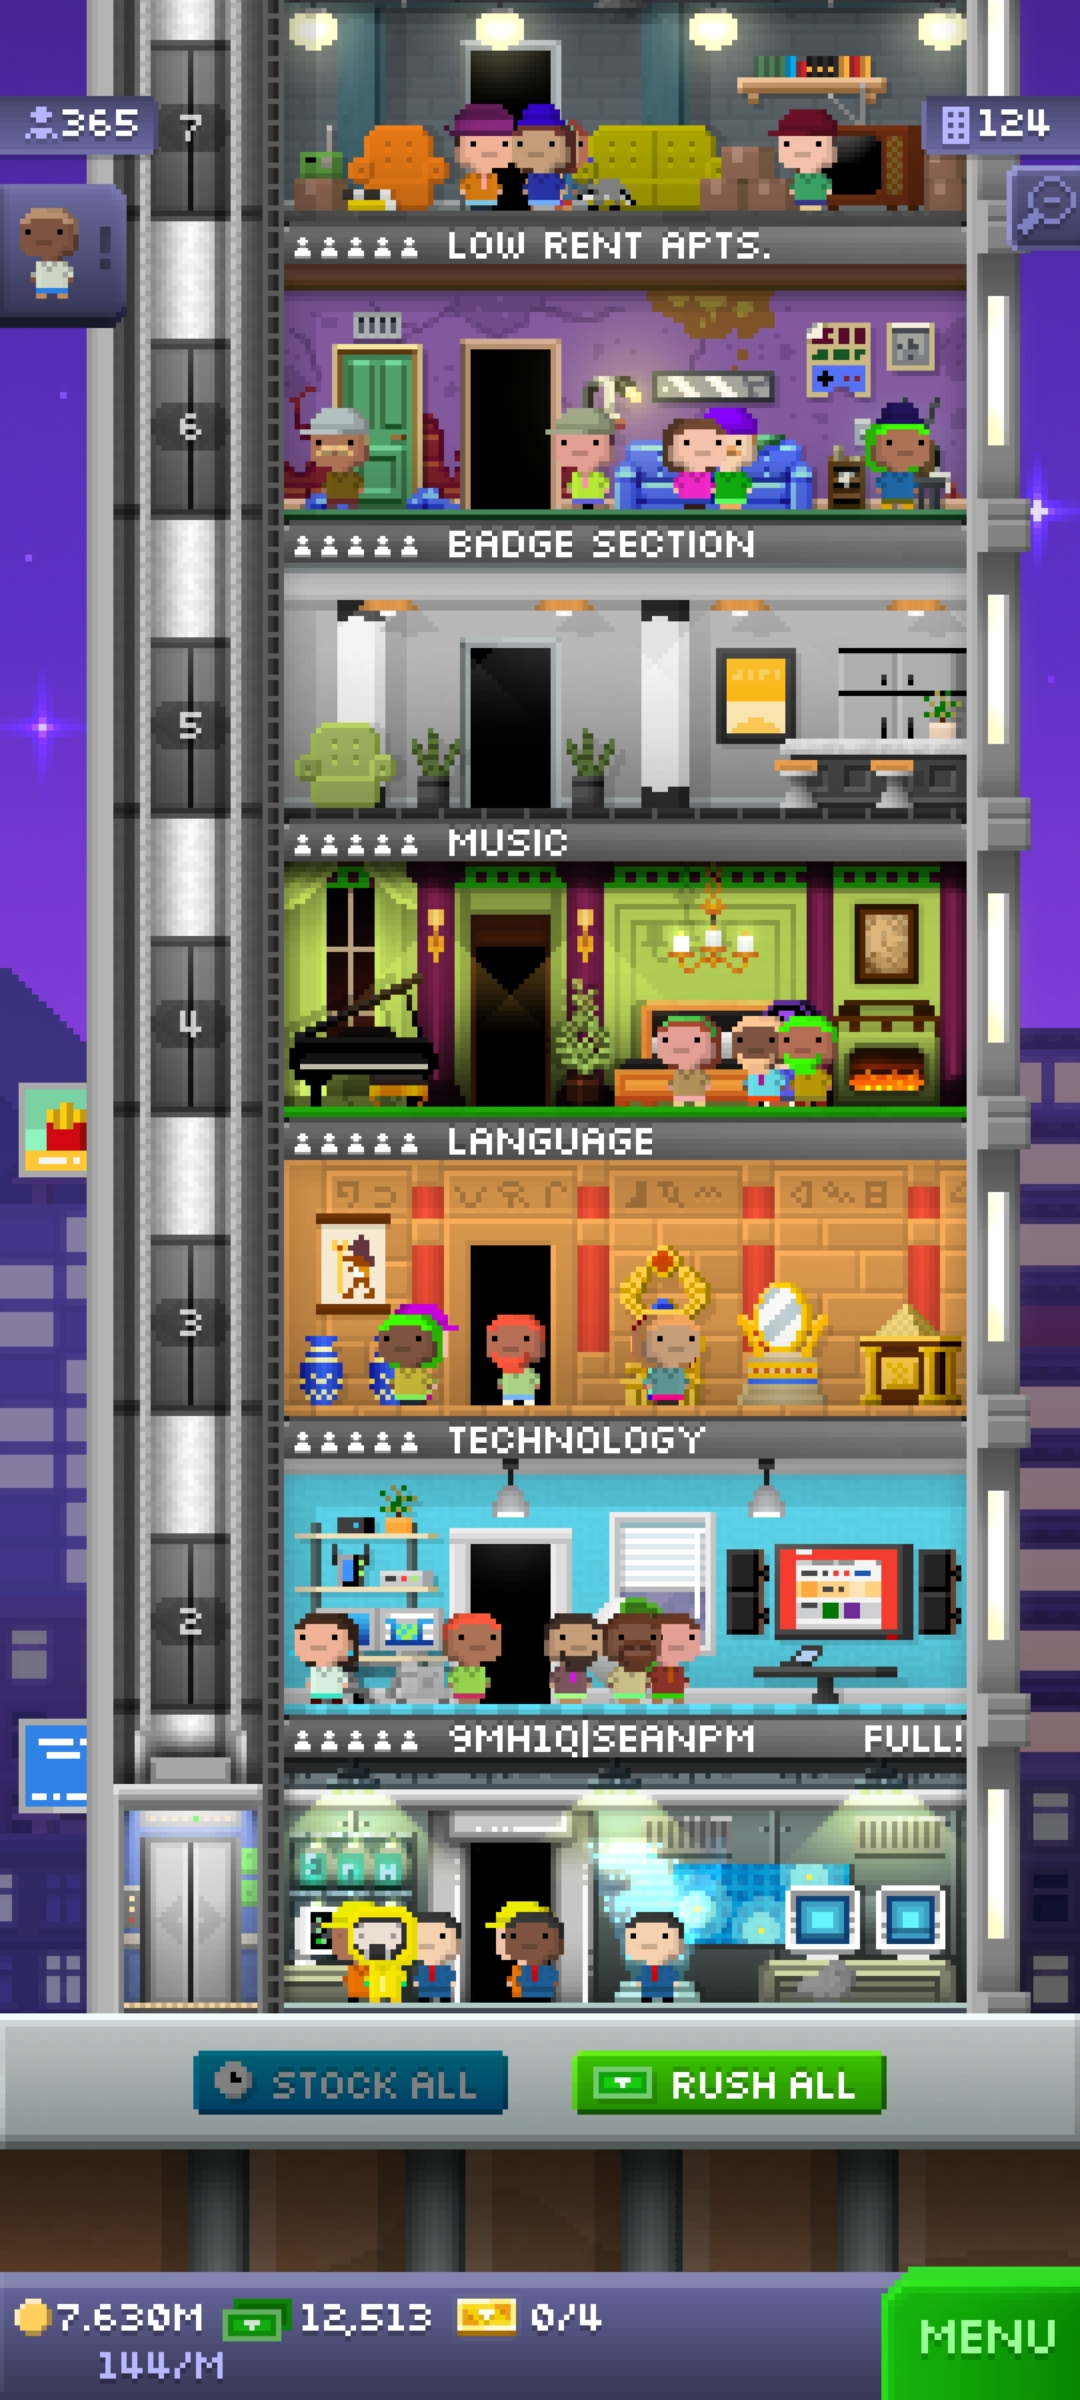 7
365
124
LOW RENT APTS.
6
BADGE SECTION
5
MUSIC
4
LANGUAGE
3
TECHNOLOGY
2
9MH1Q|SEANPM FULL!
STOCK ALL
RUSH ALL
7.630M 12,513 0/4
144/M
MENU